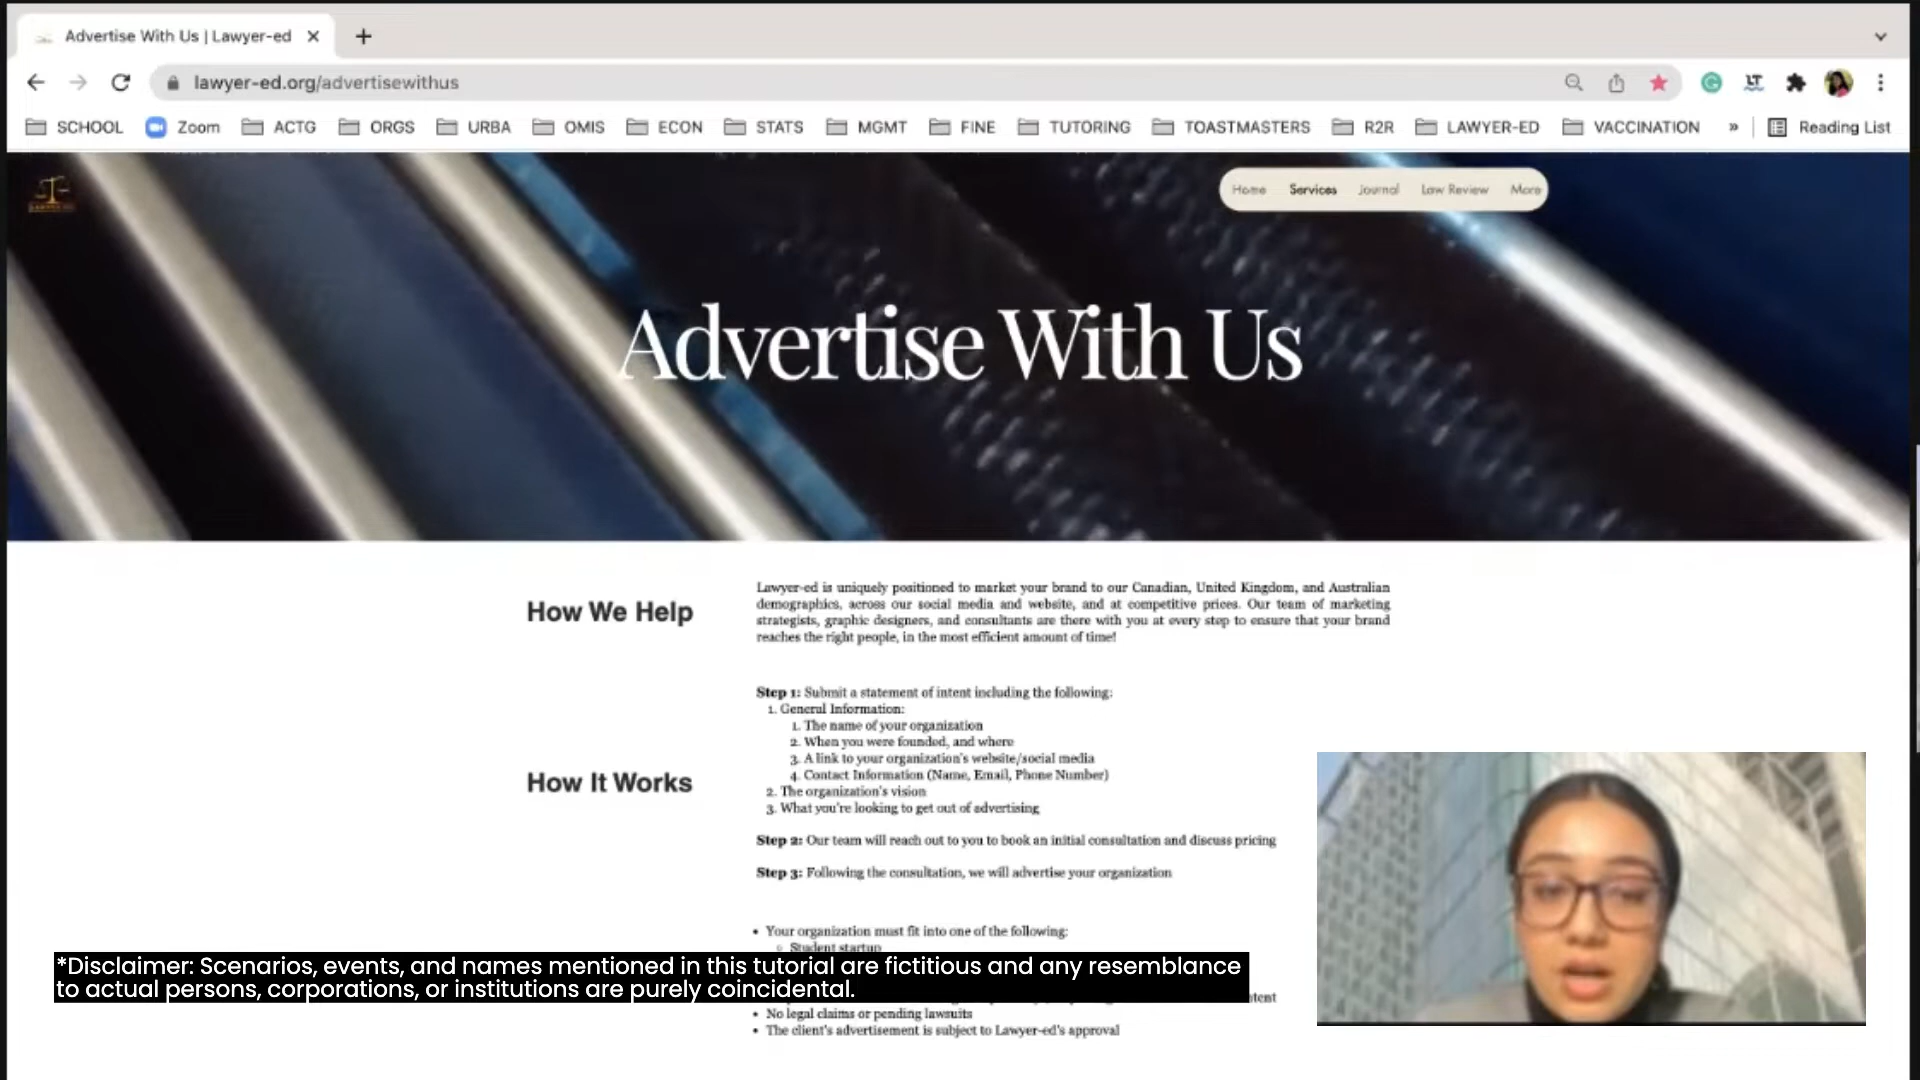 Advertise With Us | Lawyer-ed
lawyer-ed.org/advertisewithus
SCHOOL Zoom ACTG ORGS URBA OMIS ECON STATS MGMT FINE TUTORING TOASTMASTERS R2R LAWYER-ED VACCINATION » Reading List
Home Services Journal Law Review More
Advertise With Us
How We Help
Lawyer-ed is uniquely positioned to market your brand to our Canadian, United Kingdom, and Australian
demographics, across our social media and website, and at competitive prices. Our team of marketing
strategists, graphic designers, and consultants are there with you at every step to ensure that your brand
reaches the right people, in the most efficient amount of time!
How It Works
Step 1: Submit a statement of intent including the following:
1. General Information:
1. The name of your organization
2. When you were founded, and where
3. A link to your organization's website/social media
4. Contact Information (Name, Email, Phone Number)
2. The organization's vision
3. What you're looking to get out of advertising
Step 2: Our team will reach out to you to book an initial consultation and discuss pricing
Step 3: Following the consultation, we will advertise your organization
• Your organization must fit into one of the following:
Student startup
*Disclaimer: Scenarios, events, and names mentioned in this tutorial are fictitious and any resemblance
to actual persons, corporations, or institutions are purely coincidental.
• No legal claims or pending lawsuits
• The client's advertisement is subject to Lawyer-ed's approval